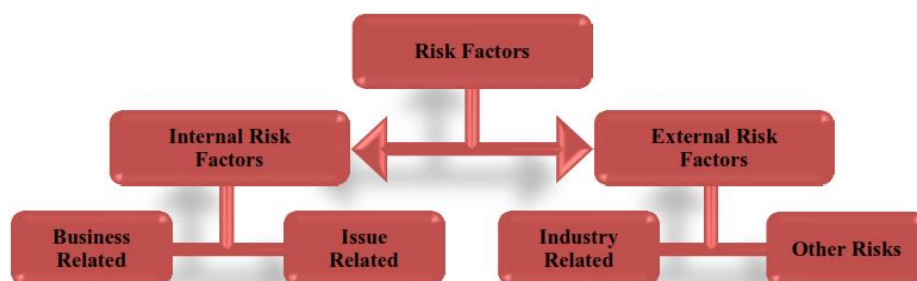 Risk Factors
Internal Risk
Factors
External Risk
Factors
Business
Related
Issue
Related
Industry
Related
Other Risks